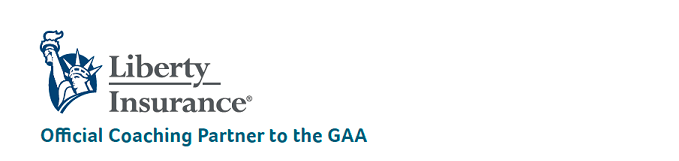 Liberty
Insurance®
Official Coaching Partner to the GAA